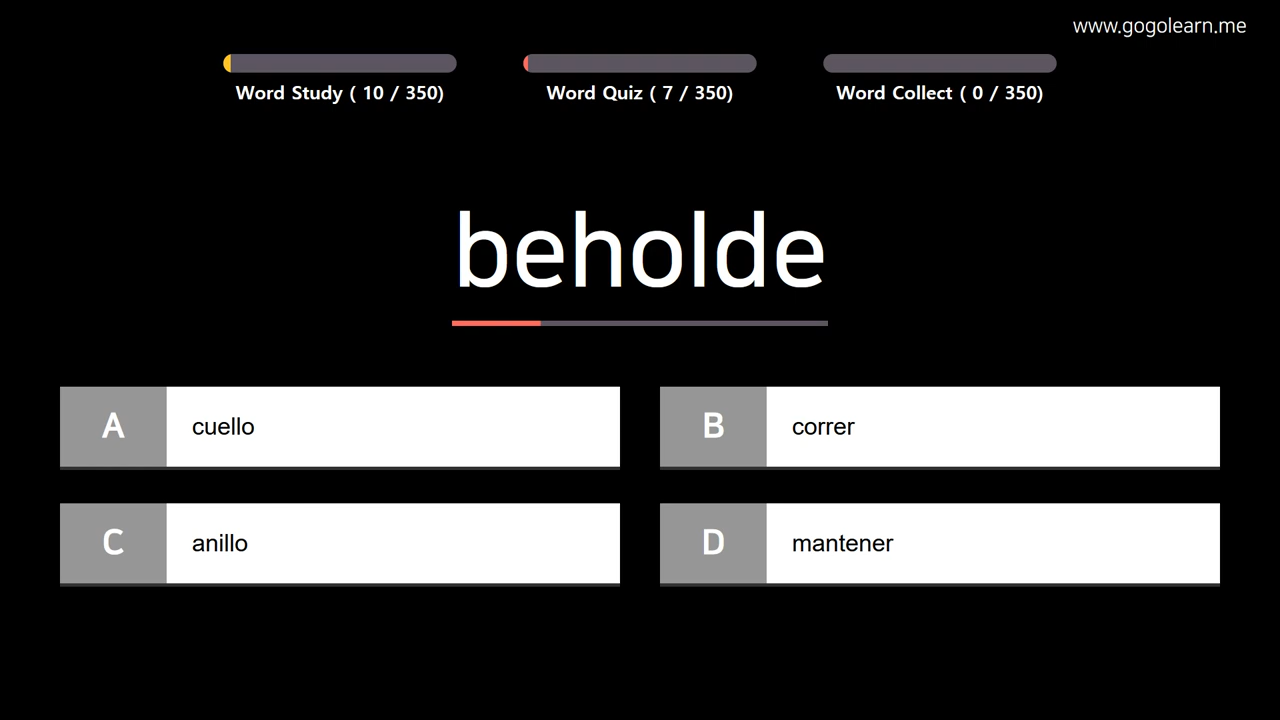 www.gogolearn.me
Word Study ( 10 / 350)
Word Quiz ( 7 / 350)
Word Collect ( 0 / 350)
beholde
A cuello
B correr
C anillo
D mantener